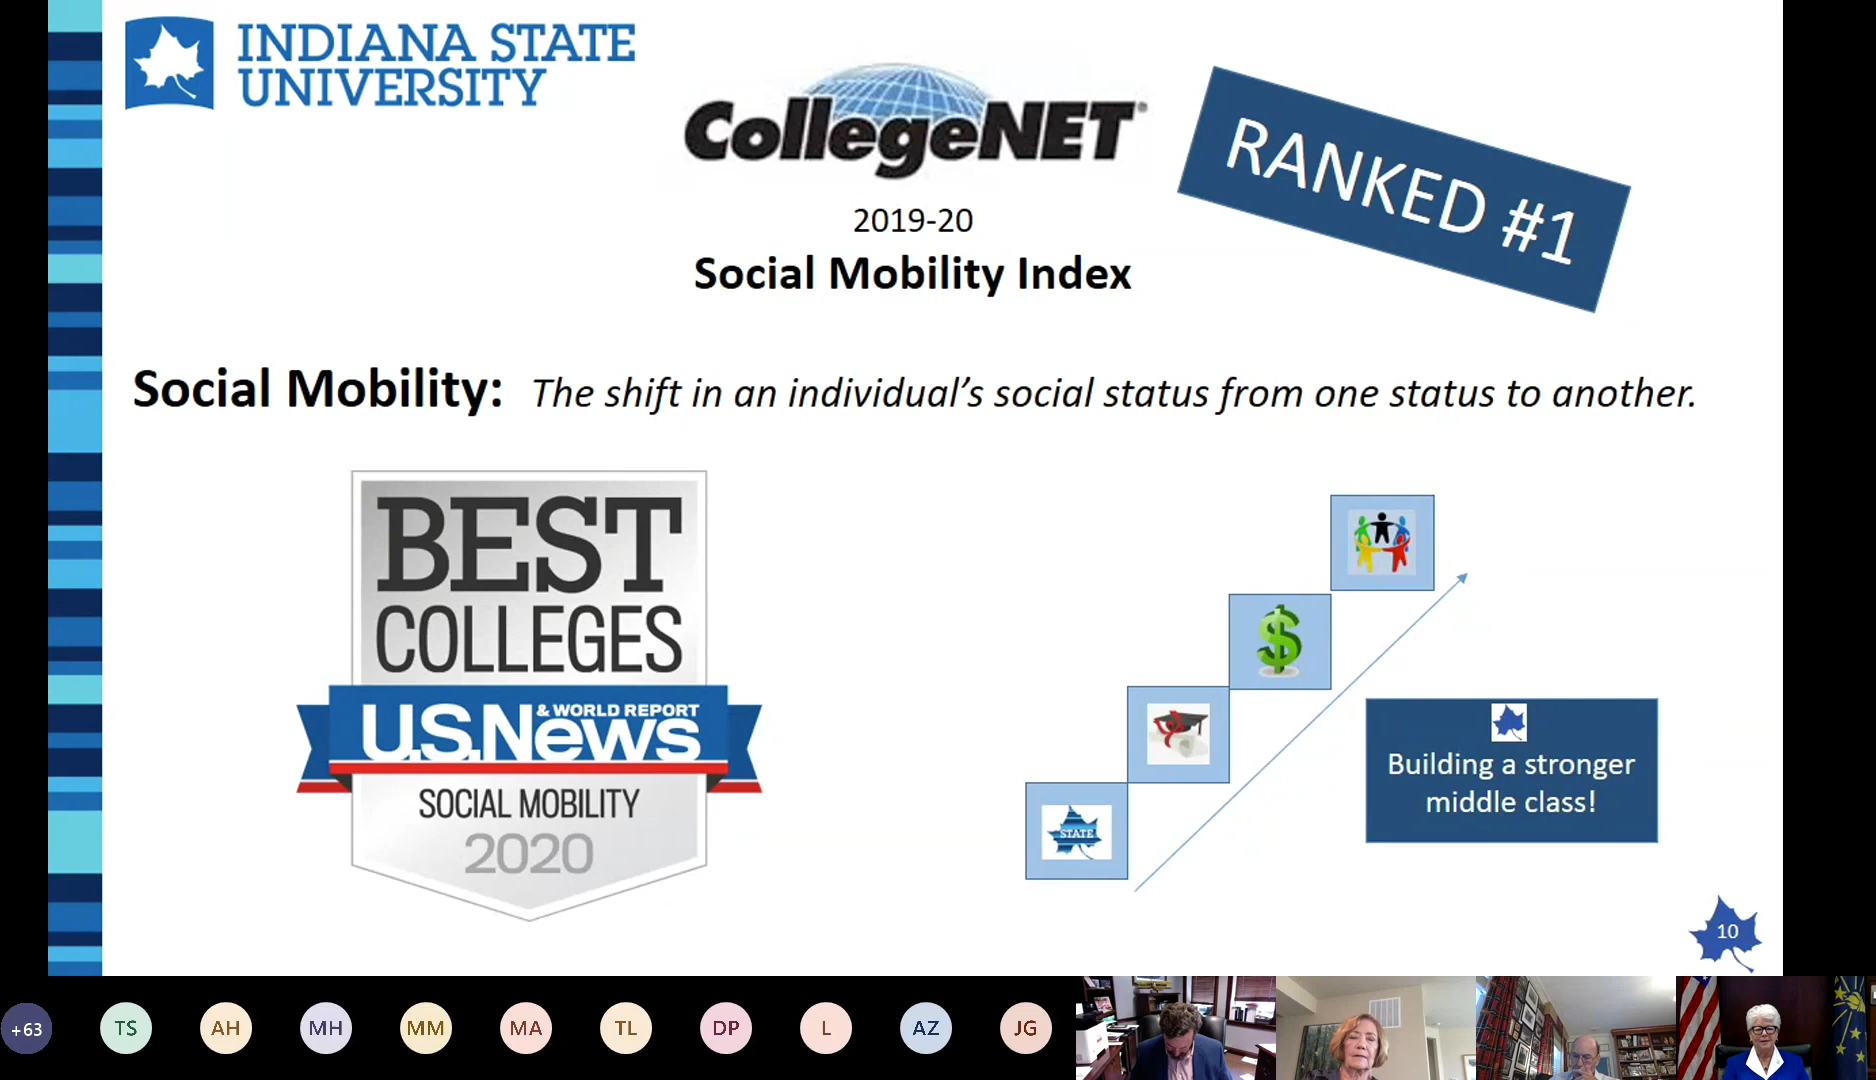 INDIANA STATE
UNIVERSITY
CollegeNET®
2019-20
Social Mobility Index
RANKED #1
Social Mobility: The shift in an individual's social status from one status to another.
BEST
COLLEGES
U.S.News
& WORLD REPORT
SOCIAL MOBILITY
2020
$
STATE
Building a stronger
middle class!
10
+63
TS
AH
MH
MM
MA
TL
DP
L
AZ
JG